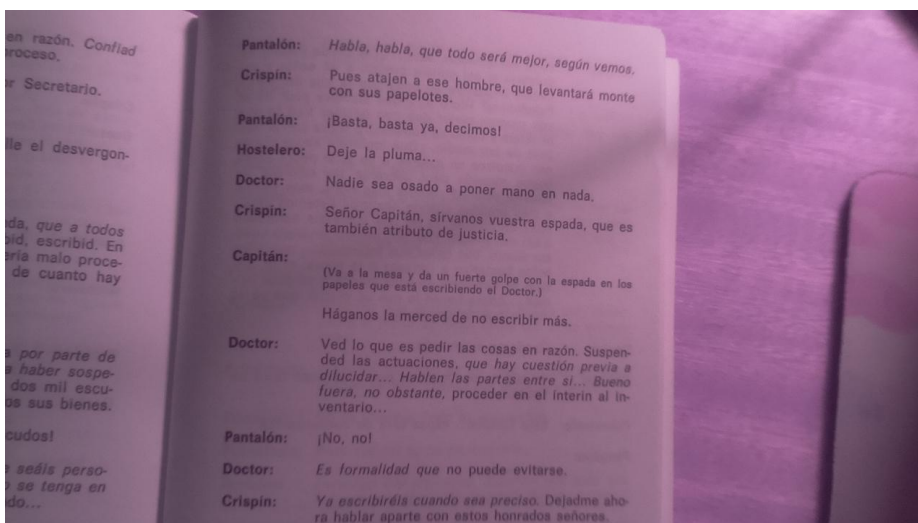 en razón. Confiad
proceso.
Secretario.
el desvergon-
que a todos
escribid. En
malo proce-
de cuanto hay
por parte de
haber sospe-
dos mil escu-
sus bienes.
seáis perso-
se tenga en
Pantalón: Habla, habla, que todo será mejor, según vemos.
Crispín: Pues atajen a ese hombre, que levantará monte
con sus papelotes.
Pantalón: ¡Basta, basta ya, decimos!
Hostelero: Deje la pluma...
Doctor: Nadie sea osado a poner mano en nada.
Crispín: Señor Capitán, sírvanos vuestra espada, que es
también atributo de justicia.
Capitán:
(Va a la mesa y da un fuerte golpe con la espada en los
papeles que está escribiendo el Doctor.)
Háganos la merced de no escribir más.
Doctor: Ved lo que es pedir las cosas en razón. Suspen-
ded las actuaciones, que hay cuestión previa a
dilucidar... Hablen las partes entre sí... Bueno
fuera, no obstante, proceder en el ínterin al in-
ventario...
Pantalón: ¡No, no!
Doctor: Es formalidad que no puede evitarse.
Crispín: Ya escribiréis cuando sea preciso. Dejadme aho-
ra hablar aparte con estos honrados señores.